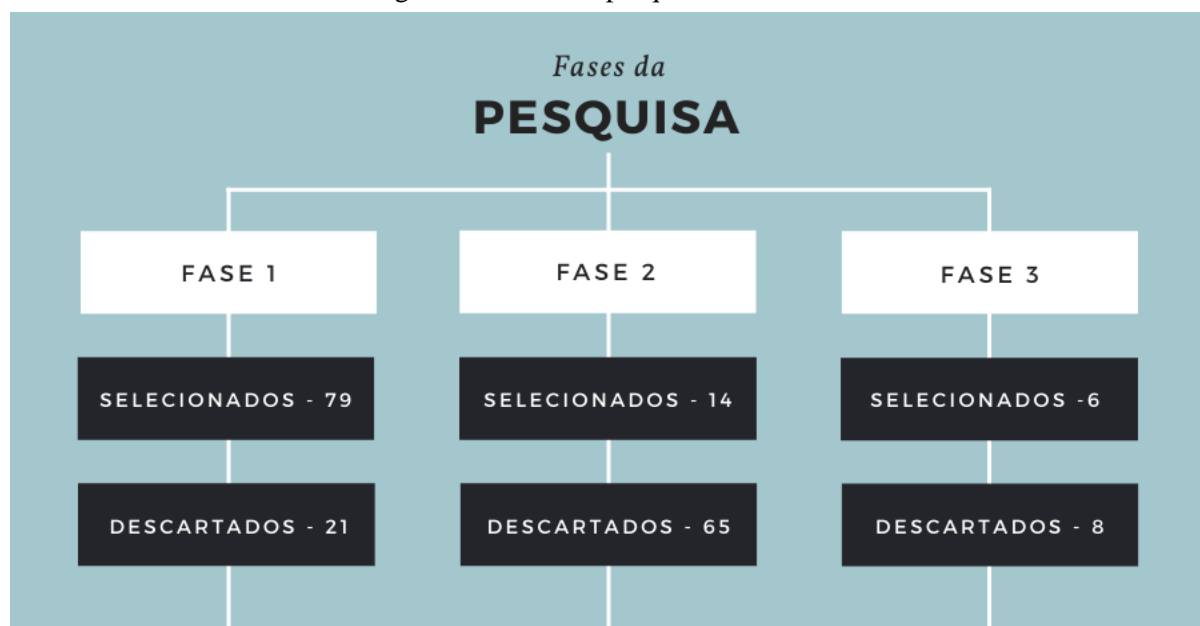 Fases da
PESQUISA
FASE 1
SELECIONADOS - 79
DESCARTADOS - 21
FASE 2
SELECIONADOS - 14
DESCARTADOS - 65
FASE 3
SELECIONADOS -6
DESCARTADOS - 8